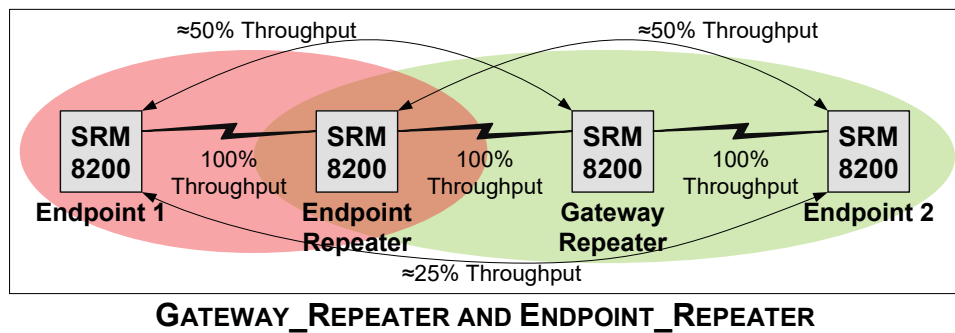 ≈50% Throughput
≈50% Throughput
SRM
8200
SRM
8200
SRM
8200
SRM
8200
100%
Throughput
100%
Throughput
100%
Throughput
Endpoint 1
Endpoint
Repeater
Gateway
Repeater
Endpoint 2
≈25% Throughput
GATEWAY_REPEATER AND ENDPOINT_REPEATER